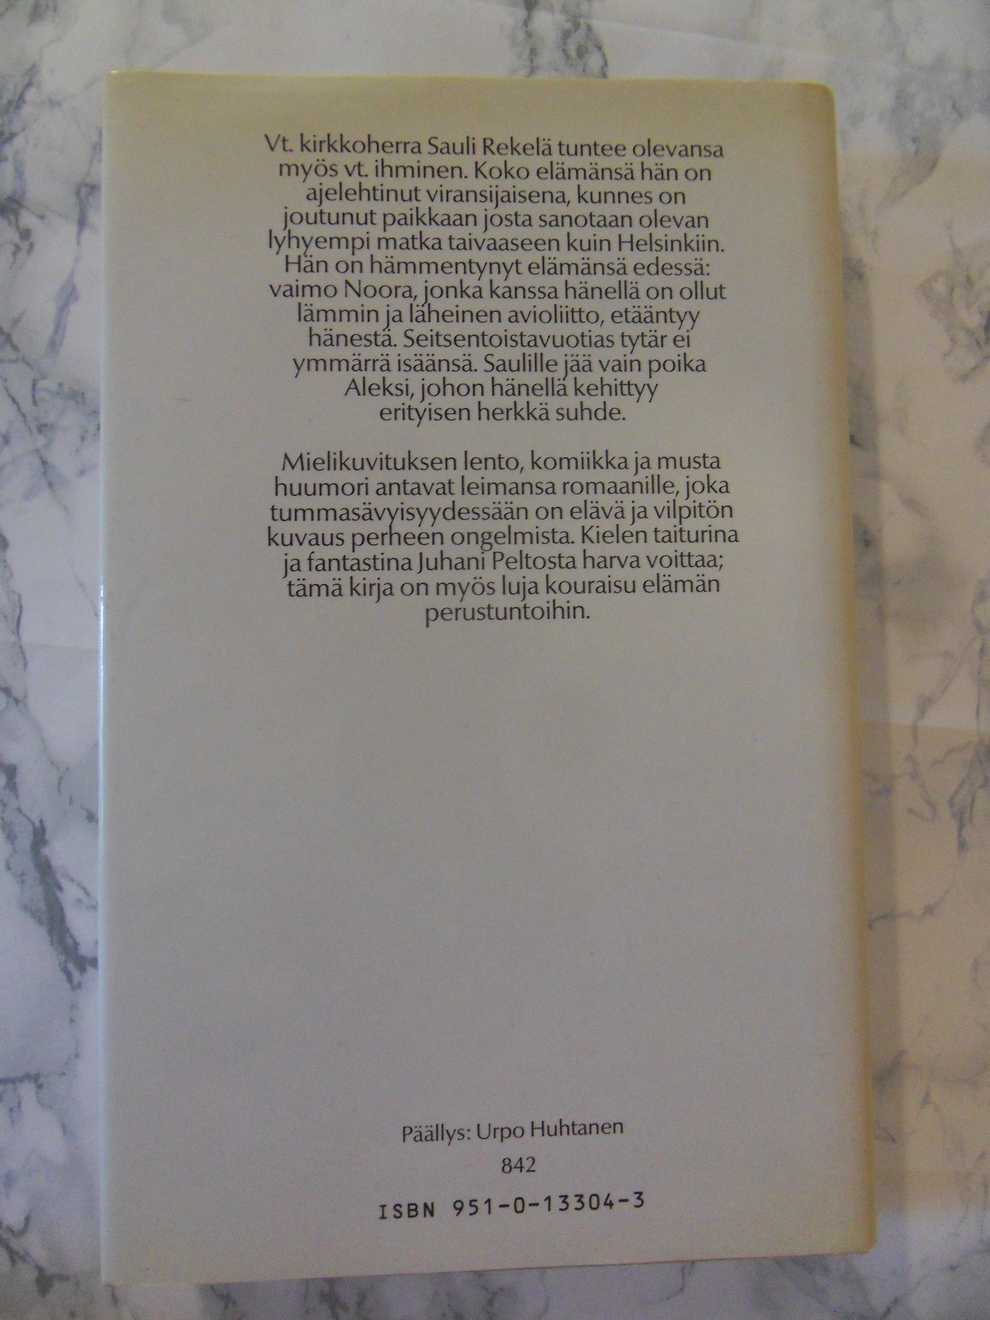 Vt. kirkkoherra Sauli Rekelä tuntee olevansa
myös vt. ihminen. Koko elämänsä hän on
ajelehtinut viransijaisena, kunnes on
joutunut paikkaan josta sanotaan olevan
lyhyempi matka taivaaseen kuin Helsinkiin.
Hän on hämmentynyt elämänsä edessä:
vaimo Noora, jonka kanssa hänellä on ollut
lämmin ja läheinen avioliitto, etääntyy
hänestä. Seitsentoistavuotias tytär ei
ymmärrä isäänsä. Saulille jää vain poika
Aleksi, johon hänellä kehittyy
erityisen herkkä suhde.
Mielikuvituksen lento, komiikka ja musta
huumori antavat leimansa romaanille, joka
tummasävyisyydessään on elävä ja vilpitön
kuvaus perheen ongelmista. Kielen taiturina
ja fantastina Juhani Peltosta harva voittaa;
tämä kirja on myös luja kouraisu elämän
perustuntoihin.
Päällys: Urpo Huhtanen
842
ISBN 951-0-13304-3